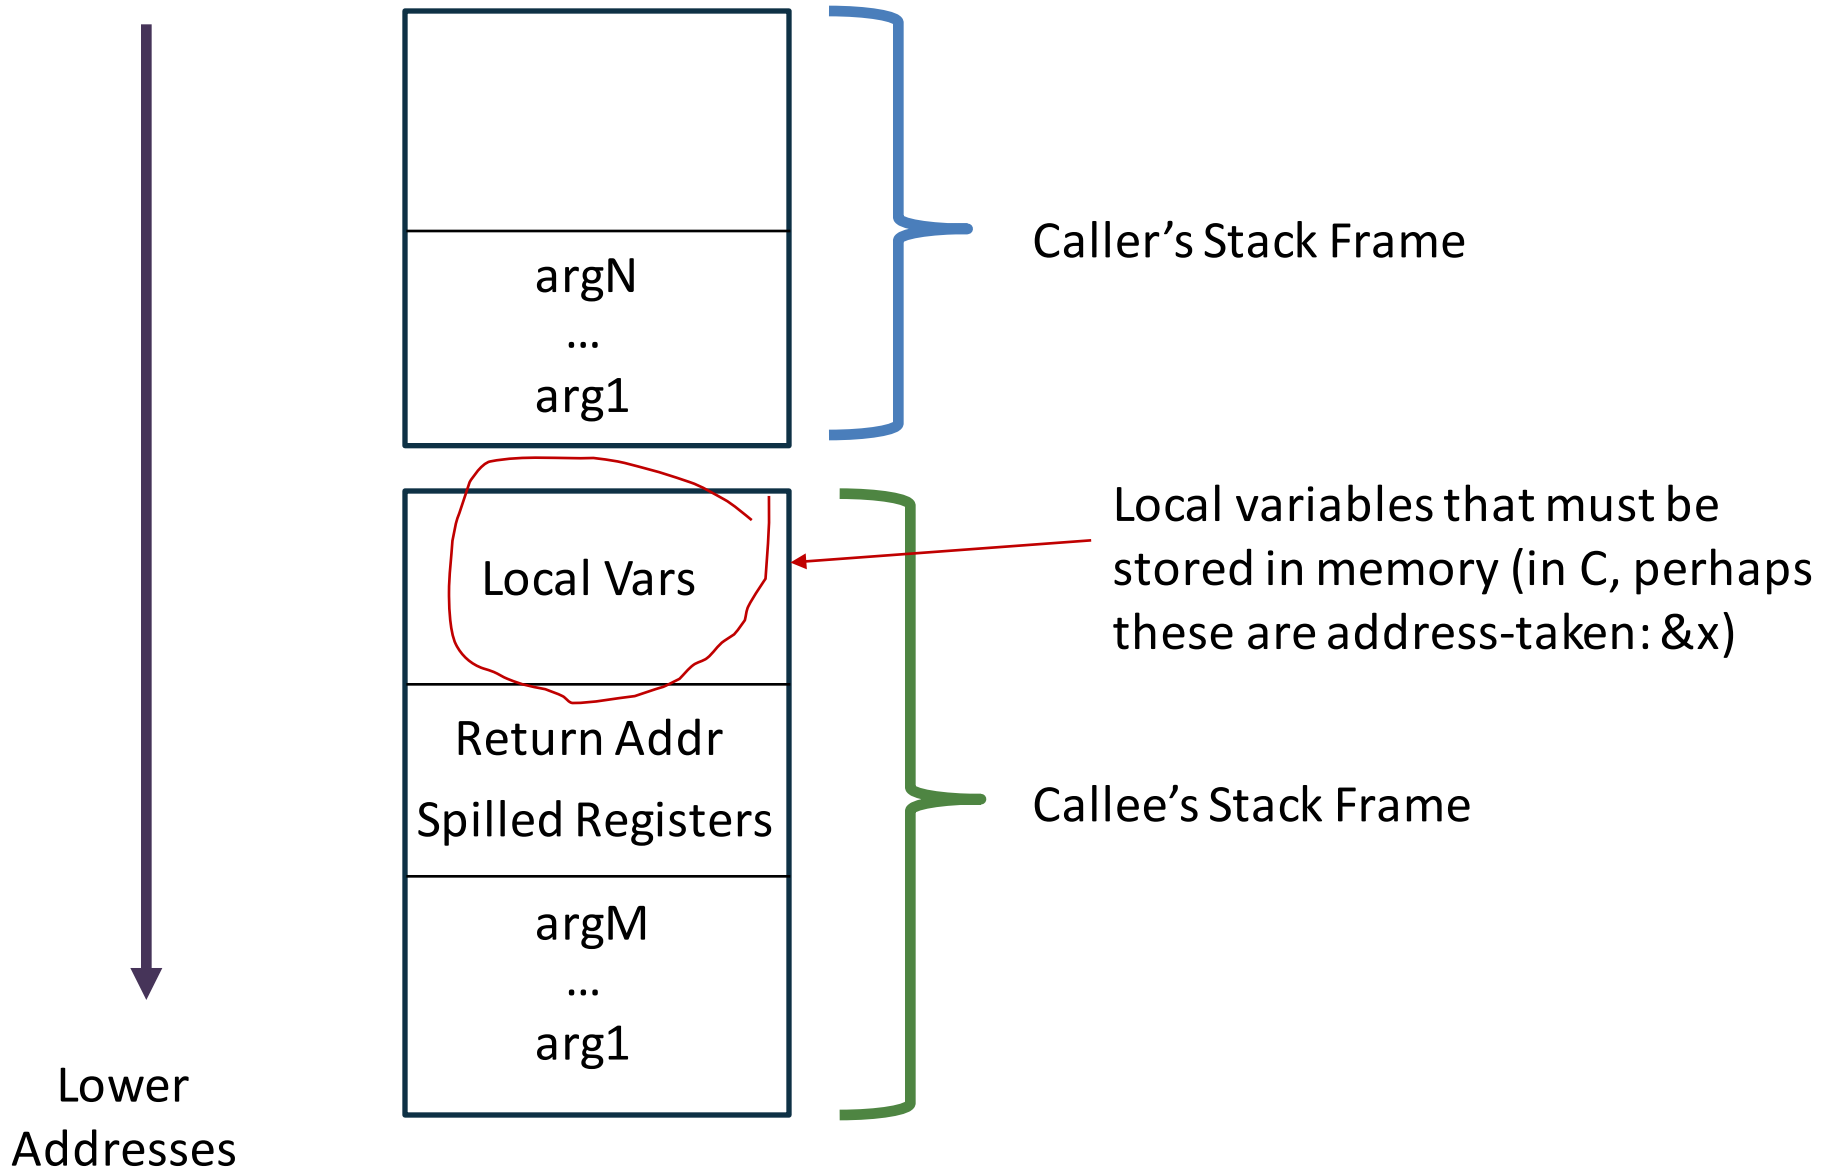 argN
...
arg1
Caller’s Stack Frame
Local Vars
Local variables that must be
stored in memory (in C, perhaps
these are address-taken: &x)
Return Addr
Spilled Registers
Callee’s Stack Frame
argM
...
arg1
Lower
Addresses